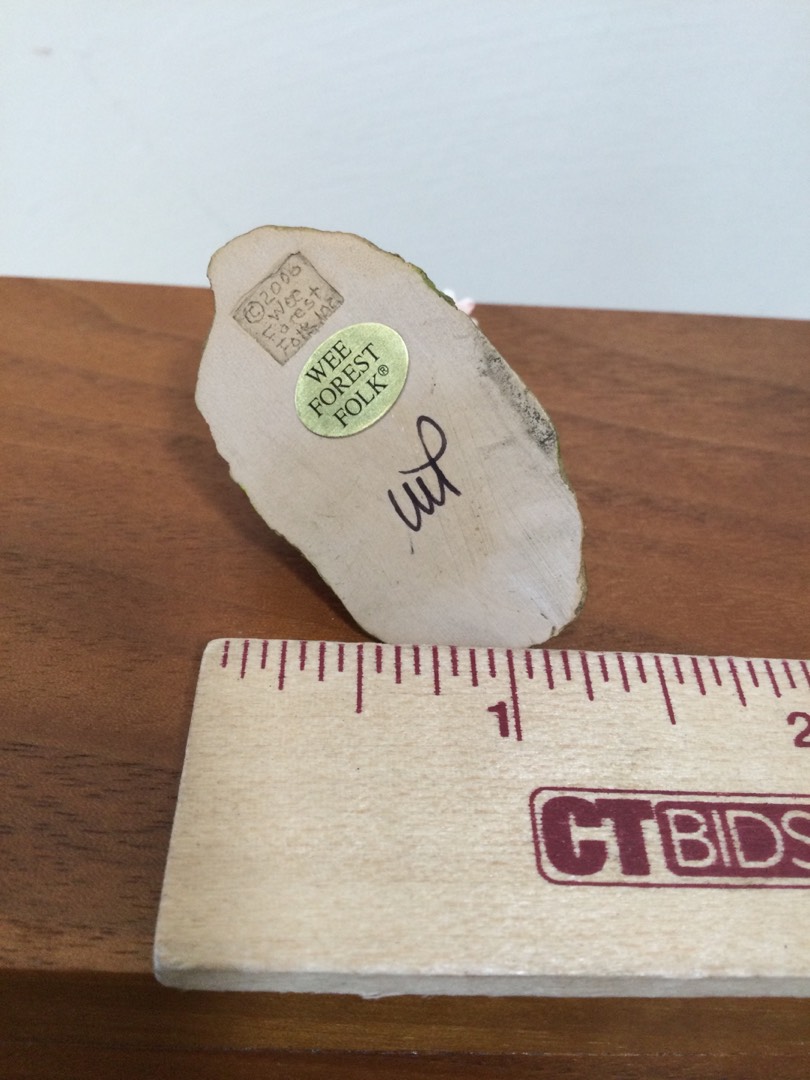 ©2006
Wee
Forest
Folk Inc
WEE
FOREST
FOLK®
1
2
CTBIDS